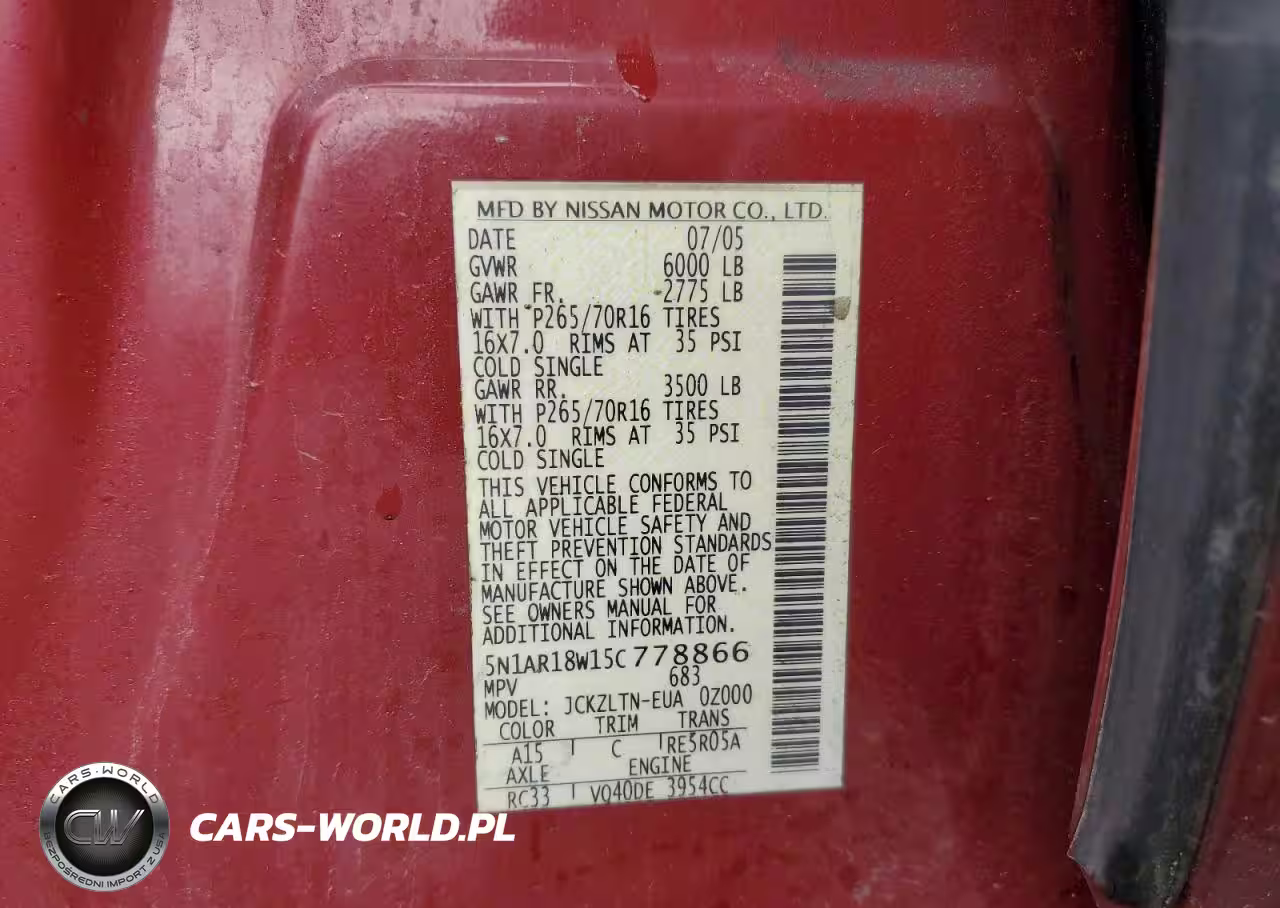 MFD BY NISSAN MOTOR CO., LTD.
DATE 07/05
GVWR 6000 LB
GAWR FR. 2775 LB
WITH P265/70R16 TIRES
16X7.0 RIMS AT 35 PSI
COLD SINGLE
GAWR RR. 3500 LB
WITH P265/70R16 TIRES
16X7.0 RIMS AT 35 PSI
COLD SINGLE
THIS VEHICLE CONFORMS TO
ALL APPLICABLE FEDERAL
MOTOR VEHICLE SAFETY AND
THEFT PREVENTION STANDARDS
IN EFFECT ON THE DATE OF
MANUFACTURE SHOWN ABOVE.
SEE OWNERS MANUAL FOR
ADDITIONAL INFORMATION.
5N1AR18W15C778866
MPV 683
MODEL: JCKZLTN-EUA 0Z000
COLOR TRIM TRANS
A15 C RE5R05A
AXLE ENGINE
RC33 VQ40DE 3954CC
CARS-WORLD
CW
BEZPOŚREDNI IMPORT Z USA
CARS-WORLD.PL